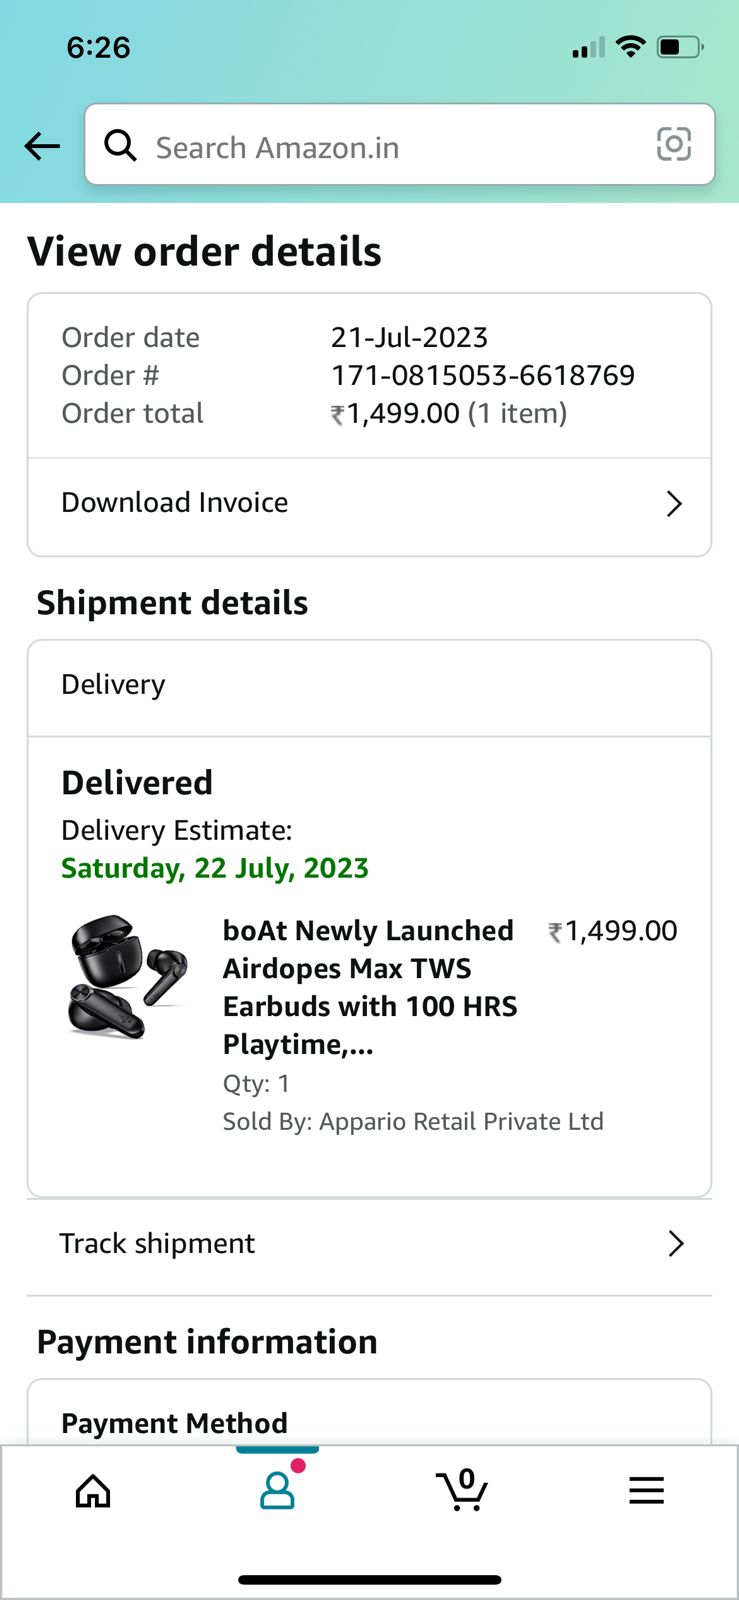 6:26
Search Amazon.in
View order details
Order date 21-Jul-2023
Order # 171-0815053-6618769
Order total ₹1,499.00 (1 item)
Download Invoice
Shipment details
Delivery
Delivered
Delivery Estimate:
Saturday, 22 July, 2023
boAt Newly Launched ₹1,499.00
Airdopes Max TWS
Earbuds with 100 HRS
Playtime,...
Qty: 1
Sold By: Appario Retail Private Ltd
Track shipment
Payment information
Payment Method
0